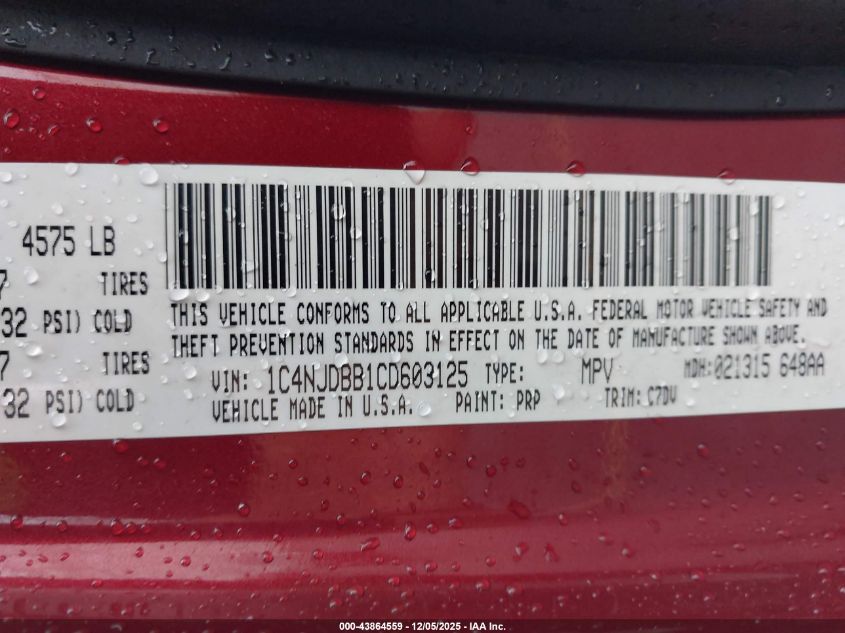 4575 LB
7 TIRES
32 PSI) COLD
7 TIRES
32 PSI) COLD
THIS VEHICLE CONFORMS TO ALL APPLICABLE U.S.A. FEDERAL MOTOR VEHICLE SAFETY AND
THEFT PREVENTION STANDARDS IN EFFECT ON THE DATE OF MANUFACTURE SHOWN ABOVE.
VIN: 1C4NJDBB1CD603125 TYPE: MPV MDH:021315 648AA
VEHICLE MADE IN U.S.A. PAINT: PRP TRIM: C7DV
000-43864559 - 12/05/2025 - IAA Inc.